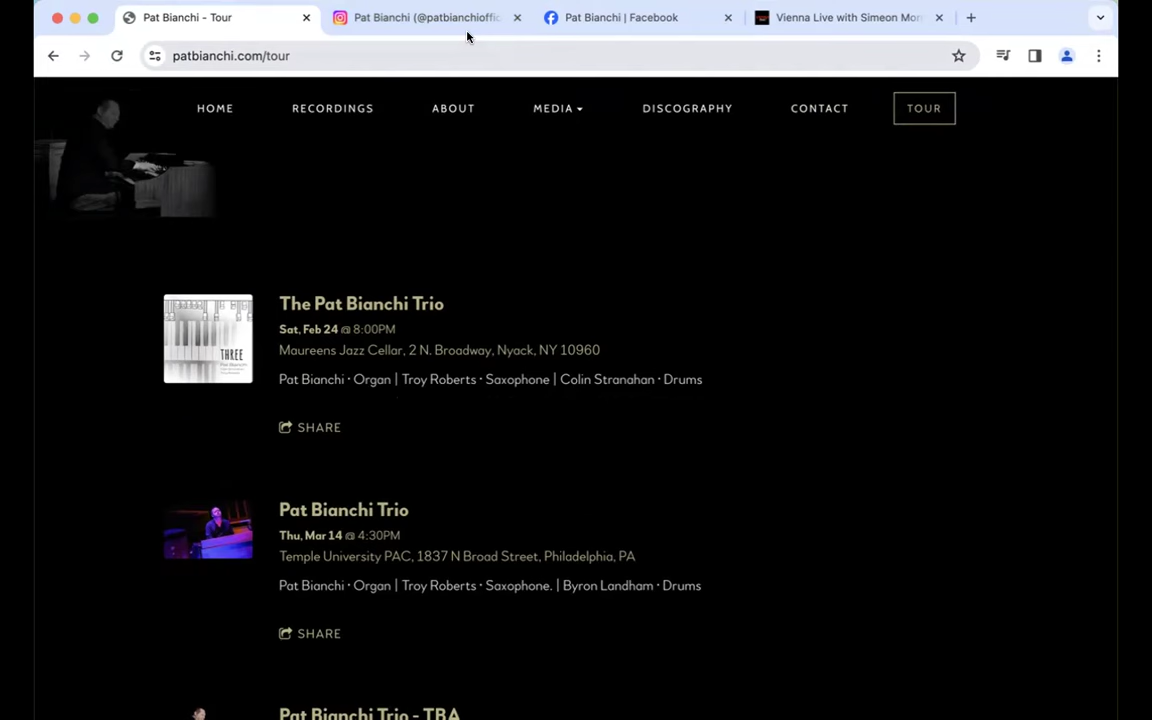 Pat Bianchi - Tour
Pat Bianchi (@patbianchioffic
Pat Bianchi | Facebook
Vienna Live with Simeon Mor
patbianchi.com/tour
HOME
RECORDINGS
ABOUT
MEDIA
DISCOGRAPHY
CONTACT
TOUR
The Pat Bianchi Trio
Sat, Feb 24 @ 8:00PM
Maureens Jazz Cellar, 2 N. Broadway, Nyack, NY 10960
Pat Bianchi • Organ | Troy Roberts • Saxophone | Colin Stranahan • Drums
THREE
SHARE
Pat Bianchi Trio
Thu, Mar 14 @ 4:30PM
Temple University PAC, 1837 N Broad Street, Philadelphia, PA
Pat Bianchi • Organ | Troy Roberts • Saxophone. | Byron Landham • Drums
SHARE
Pat Bianchi Trio - TBA